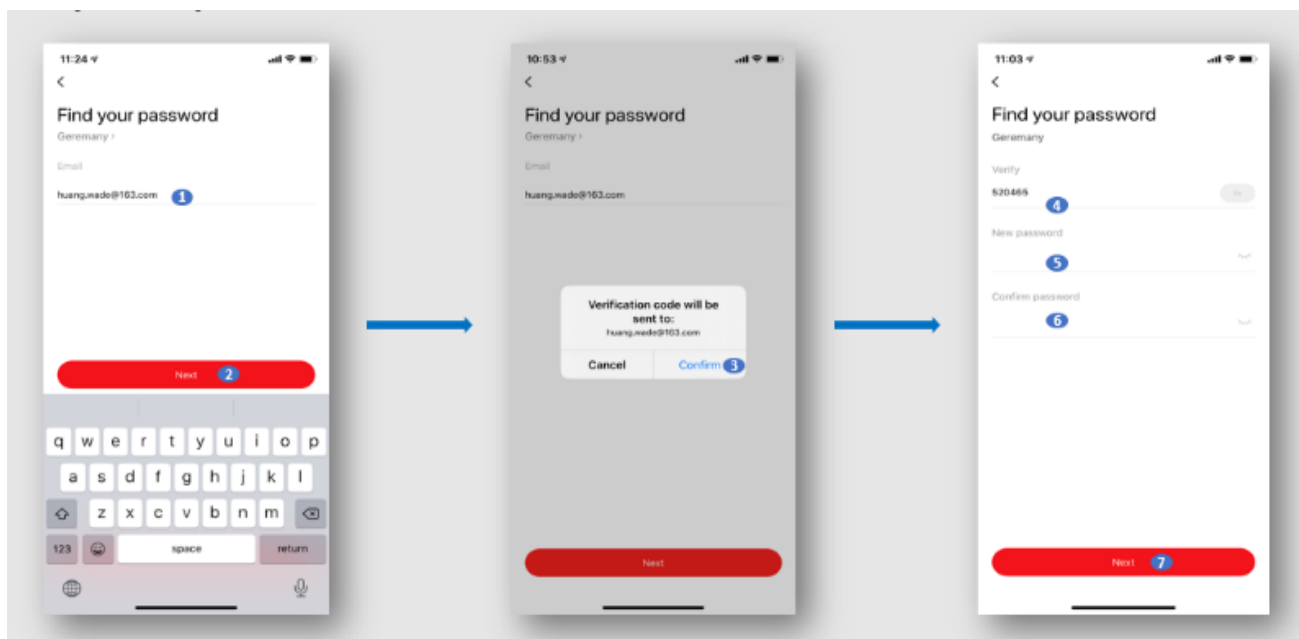 11:24
Find your password
Geremany >
Email
huang.wade@163.com 1
Next 2
q w e r t y u i o p
a s d f g h j k l
z x c v b n m
123 space return
10:53
Find your password
Geremany >
Email
huang.wade@163.com
Verification code will be
sent to:
huang.wade@163.com
Cancel Confirm 3
Next
11:03
Find your password
Geremany
Verify
520465
4
New password
5
Confirm password
6
Next 7